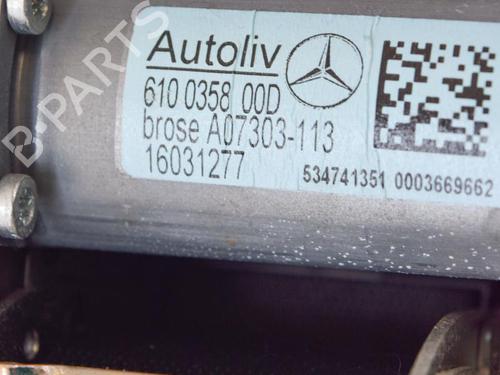 Autoliv
610 0358 00D
brose A07303-113
16031277
534741351 0003669662
B-PARTS